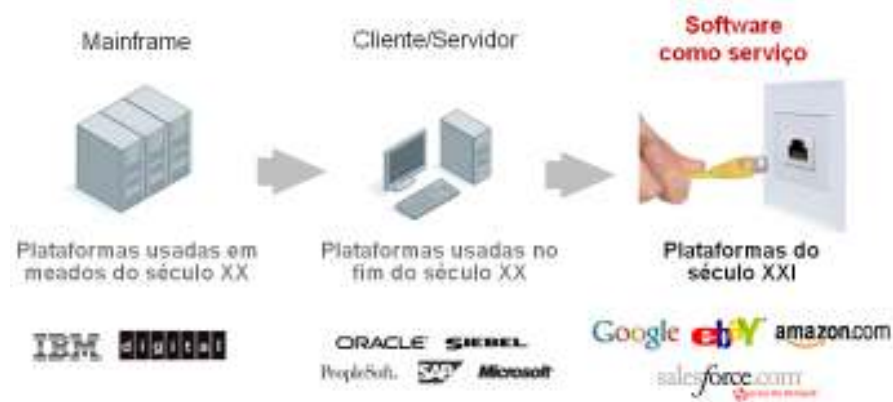 Mainframe
Cliente/Servidor
Software
como serviço
Plataformas usadas em
meados do século XX
Plataformas usadas no
fim do século XX
Plataformas do
século XXI
IBM digital
ORACLE SIEBEL
PeopleSoft. SAP Microsoft
Google ebaY amazon.com
salesforce.com